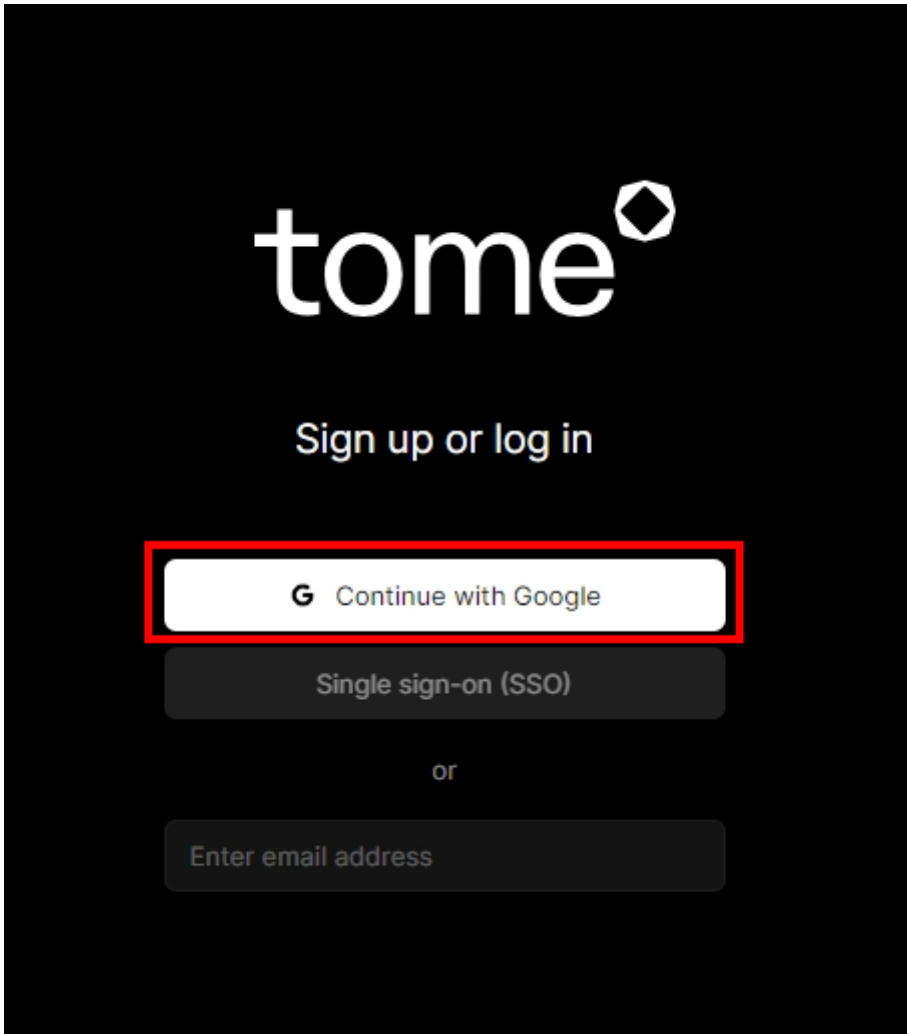 tome
Sign up or log in
G Continue with Google
Single sign-on (SSO)
or
Enter email address